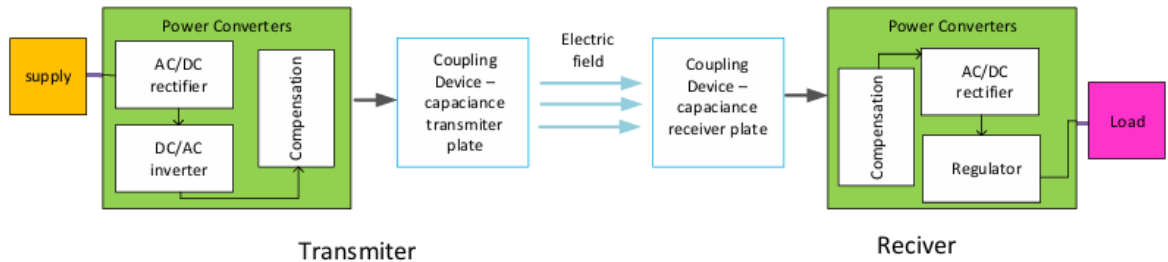 supply
Power Converters
AC/DC
rectifier
DC/AC
inverter
Compensation
Coupling
Device –
capaciance
transmiter
plate
Electric
field
Coupling
Device –
capaciance
receiver plate
Power Converters
Compensation
AC/DC
rectifier
Regulator
Load
Transmiter
Reciver